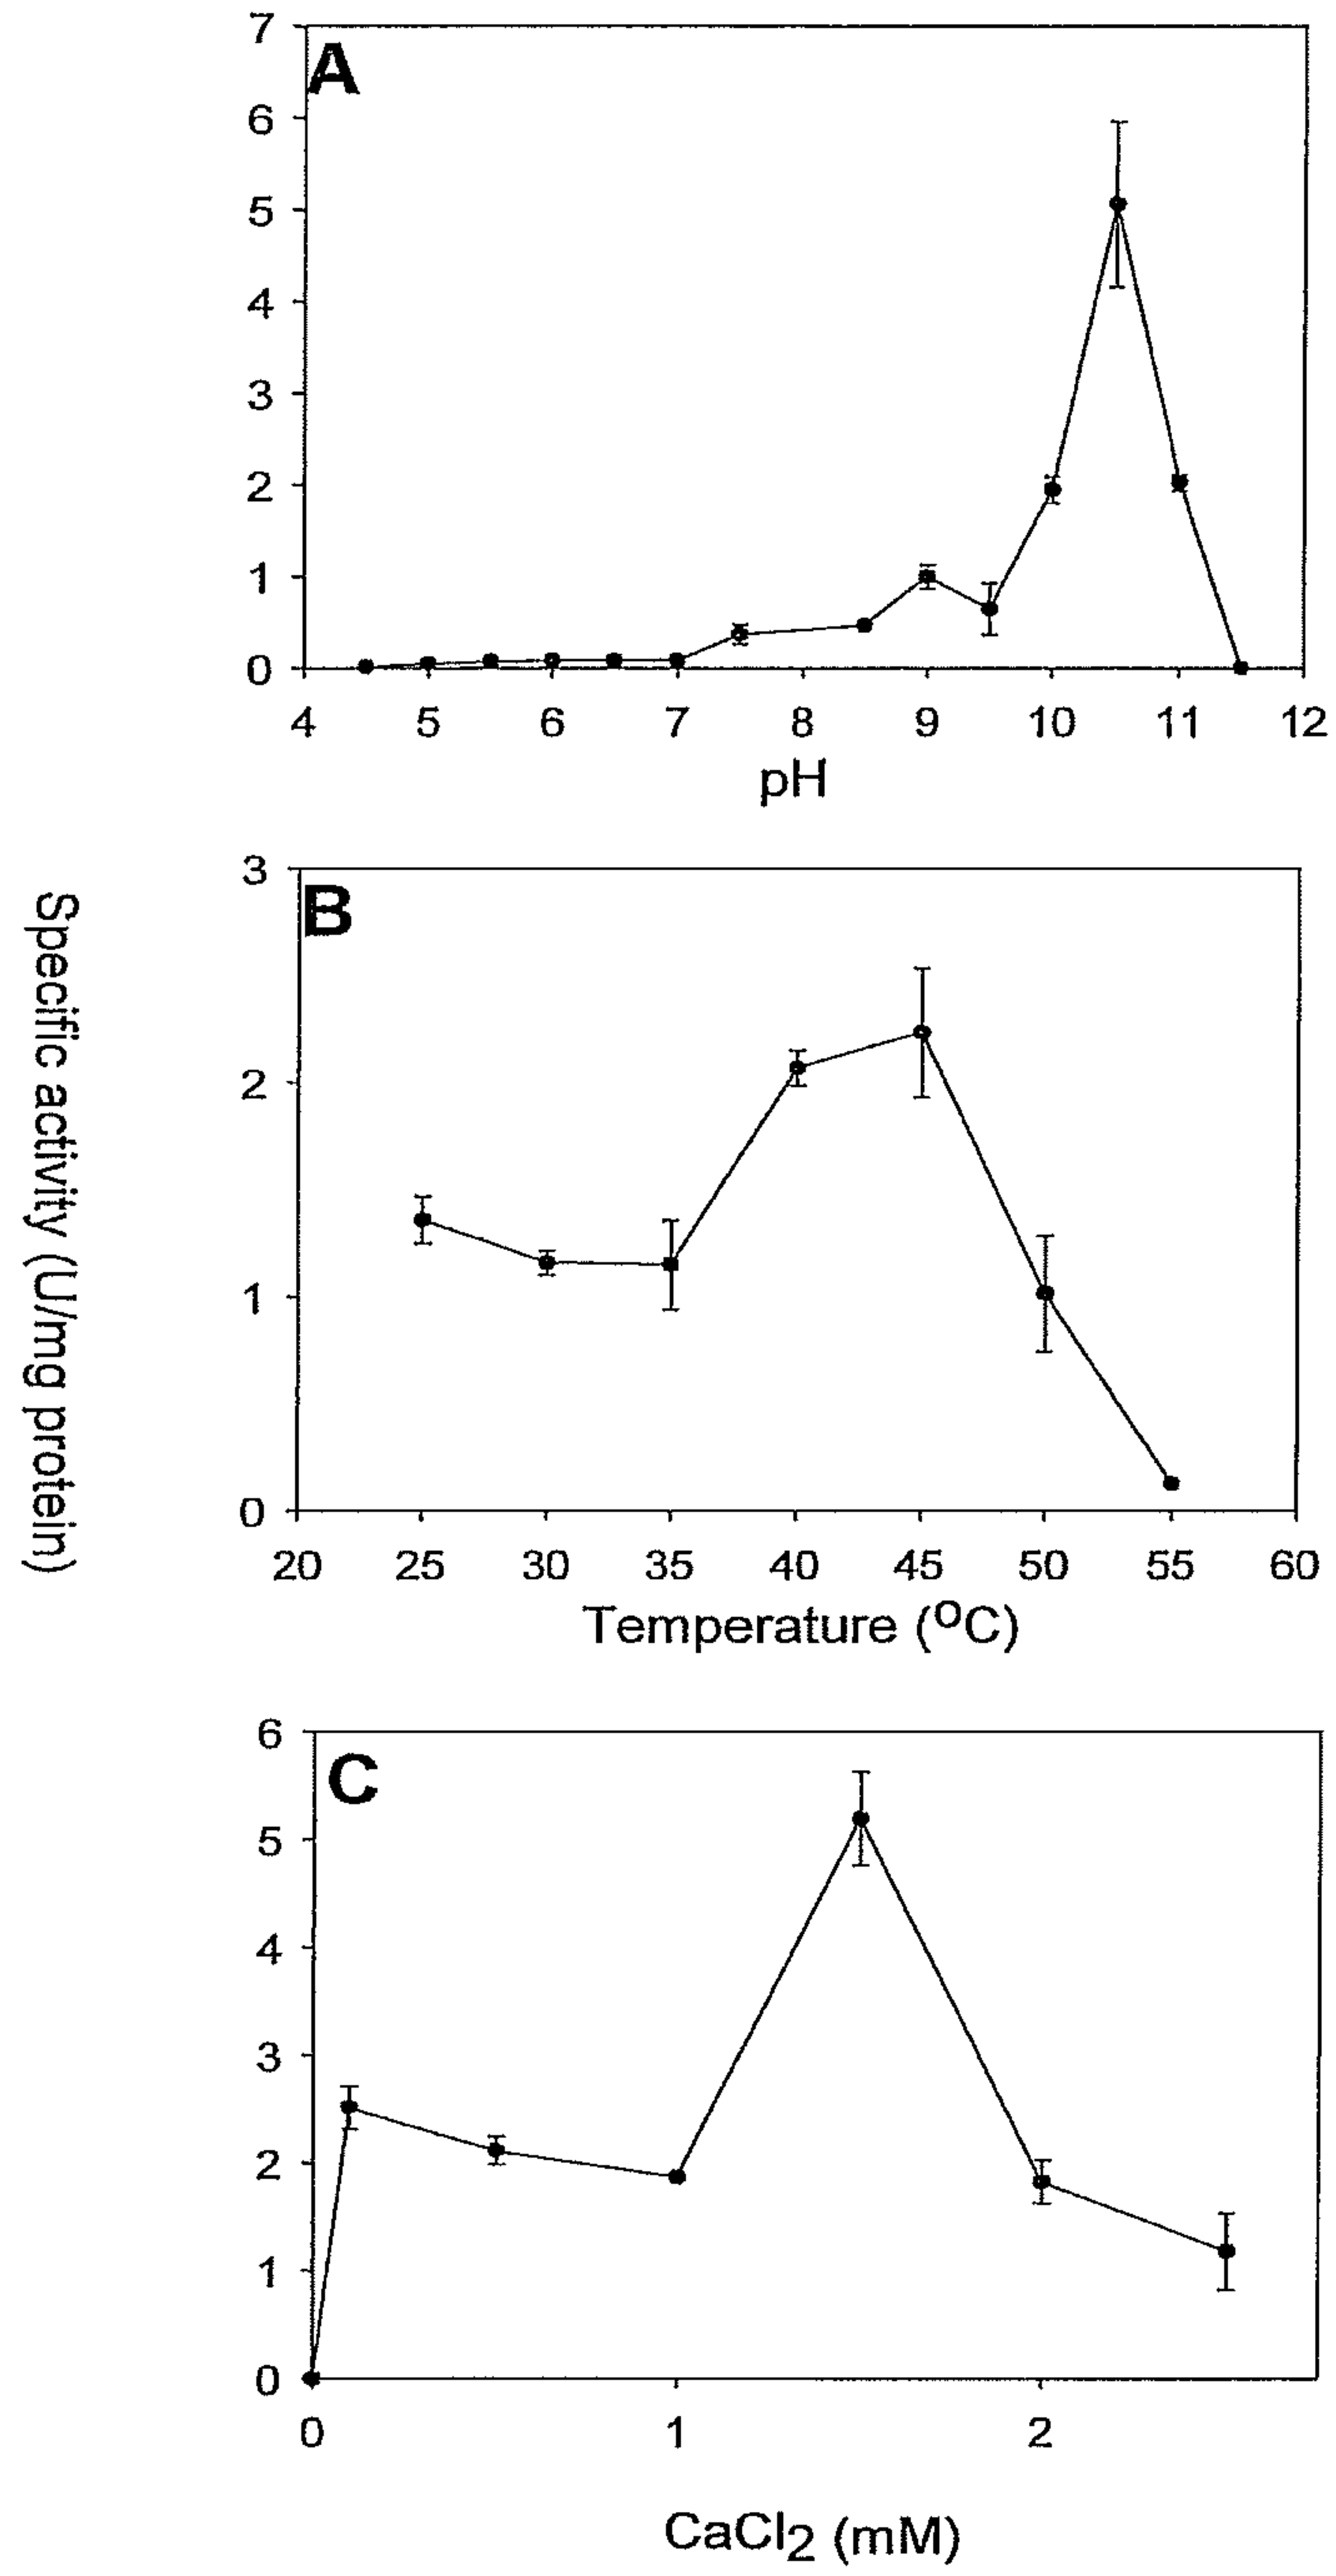 7
A
6
5
4
3
2
1
0
4 5 6 7 8 9 10 11 12
pH
Specific activity (U/mg protein)
3
B
2
1
0
20 25 30 35 40 45 50 55 60
Temperature (⁰C)
6
C
5
4
3
2
1
0
0 1 2
CaCl₂ (mM)